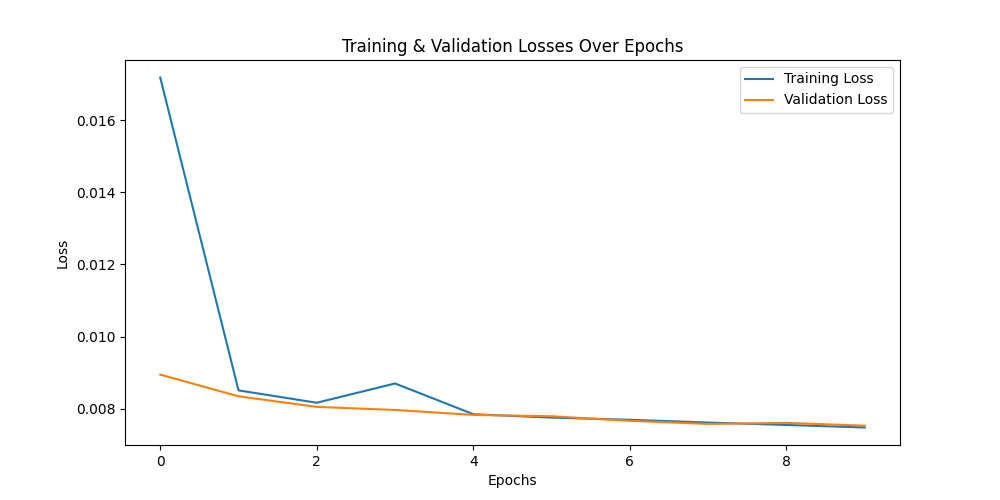 Training & Validation Losses Over Epochs
Training Loss
Validation Loss
0.016
0.014
0.012
0.010
0.008
Loss
0 2 4 6 8
Epochs